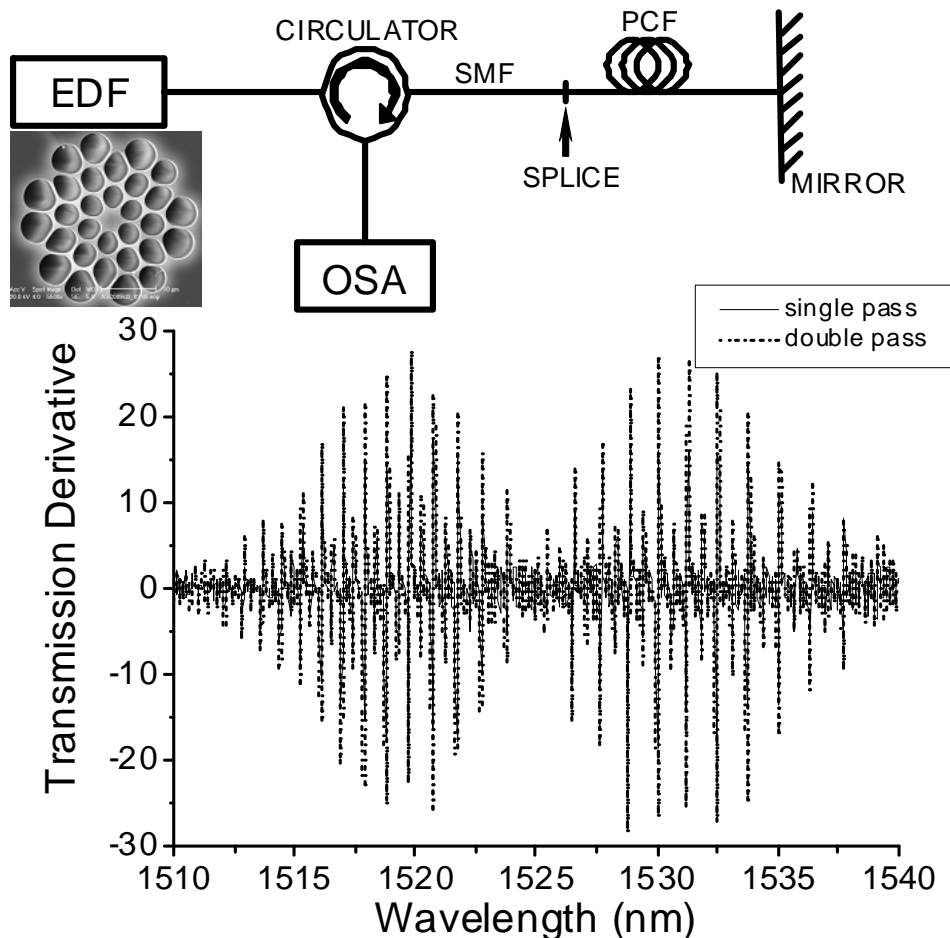 CIRCULATOR
PCF
EDF
SMF
SPLICE
MIRROR
OSA
single pass
double pass
Transmission Derivative
30
20
10
0
-10
-20
-30
1510
1515
1520
1525
1530
1535
1540
Wavelength (nm)